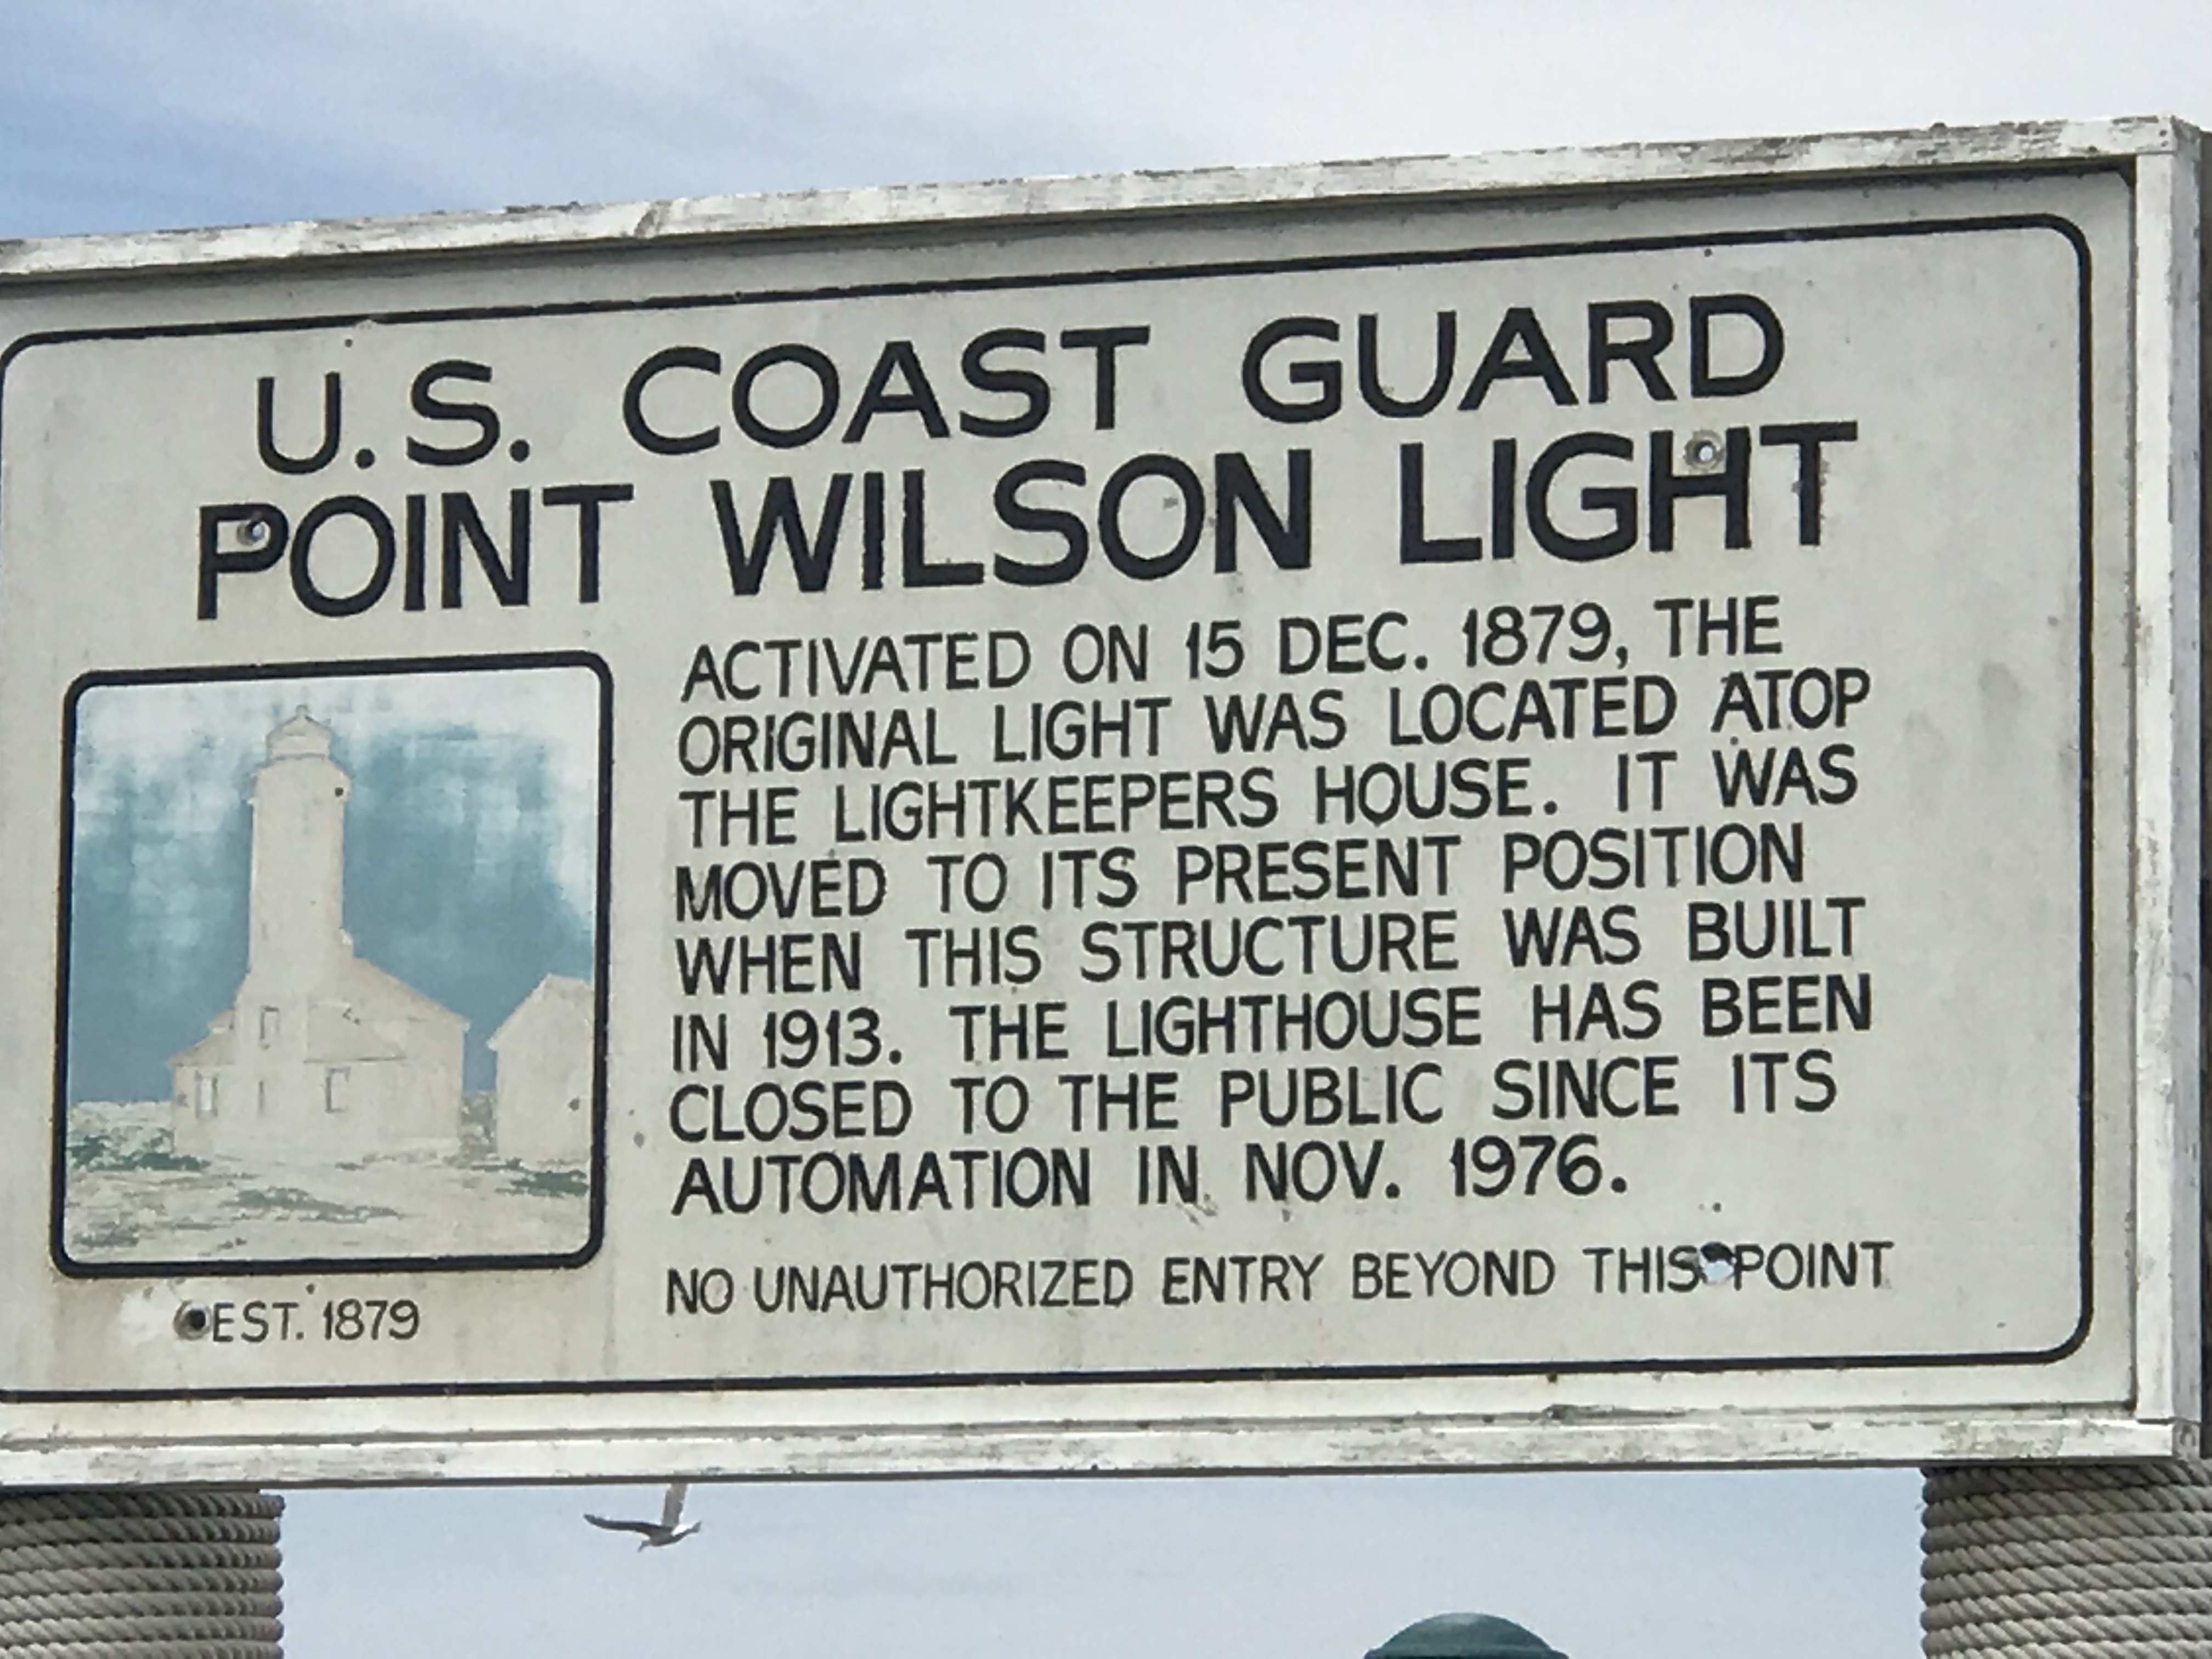 U.S. COAST GUARD
POINT WILSON LIGHT
ACTIVATED ON 15 DEC. 1879, THE
ORIGINAL LIGHT WAS LOCATED ATOP
THE LIGHTKEEPERS HOUSE. IT WAS
MOVED TO ITS PRESENT POSITION
WHEN THIS STRUCTURE WAS BUILT
IN 1913. THE LIGHTHOUSE HAS BEEN
CLOSED TO THE PUBLIC SINCE ITS
AUTOMATION IN NOV. 1976.
NO UNAUTHORIZED ENTRY BEYOND THIS POINT
EST. 1879